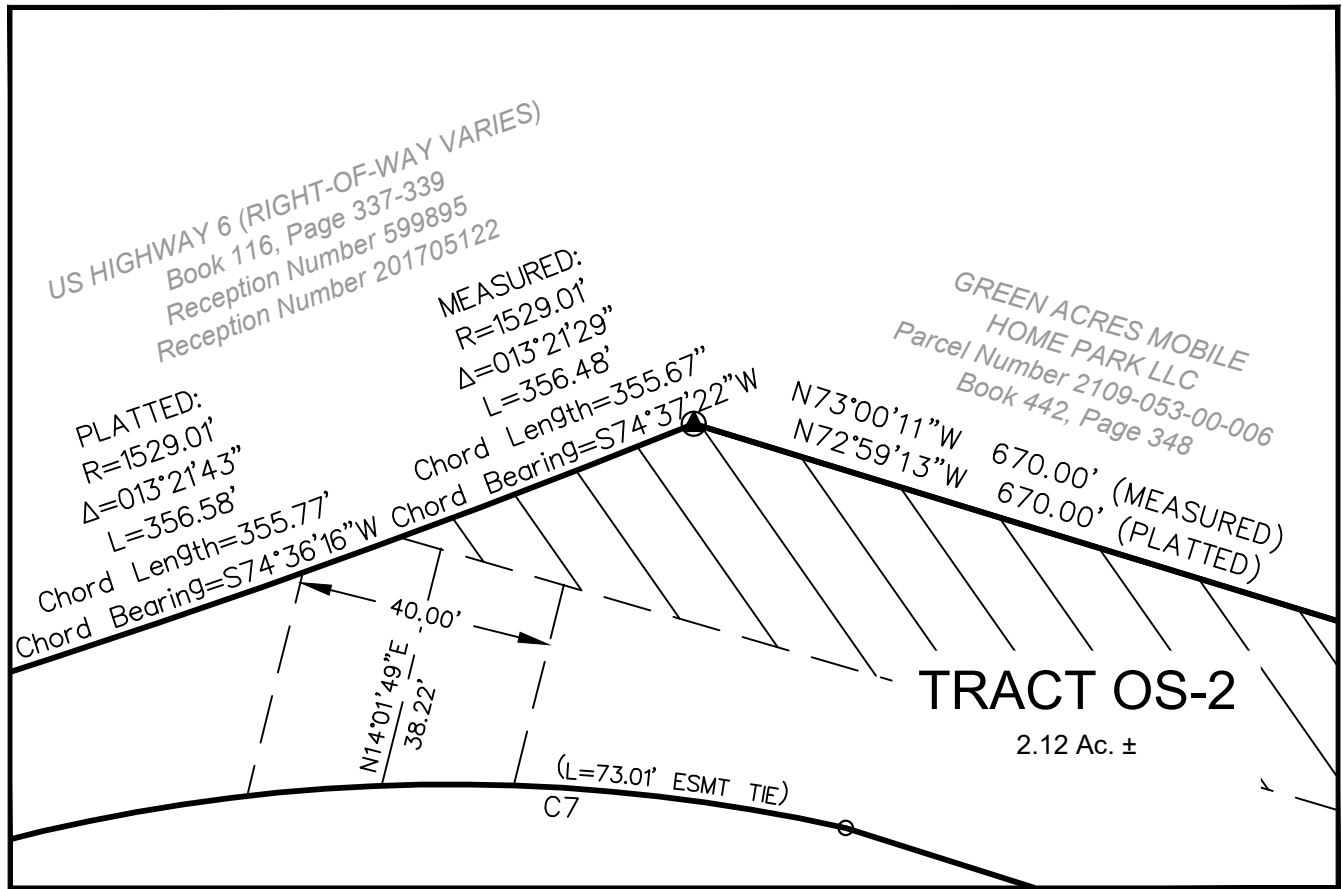 US HIGHWAY 6 (RIGHT-OF-WAY VARIES)
Book 116, Page 337-339
Reception Number 599895
Reception Number 201705122
MEASURED:
R=1529.01'
Δ=013°21'29"
L=356.48'
Chord Length=355.67"
Chord Bearing=S74°37'22"W
PLATTED:
R=1529.01'
Δ=013°21'43"
L=356.58'
Chord Length=355.77'
Chord Bearing=S74°36'16"W
GREEN ACRES MOBILE
HOME PARK LLC
Parcel Number 2109-053-00-006
Book 442, Page 348
N73°00'11"W 670.00' (MEASURED)
N72°59'13"W 670.00' (PLATTED)
40.00'
N14°01'49"E
38.22'
TRACT OS-2
2.12 Ac. ±
(L=73.01' ESMT TIE)
C7